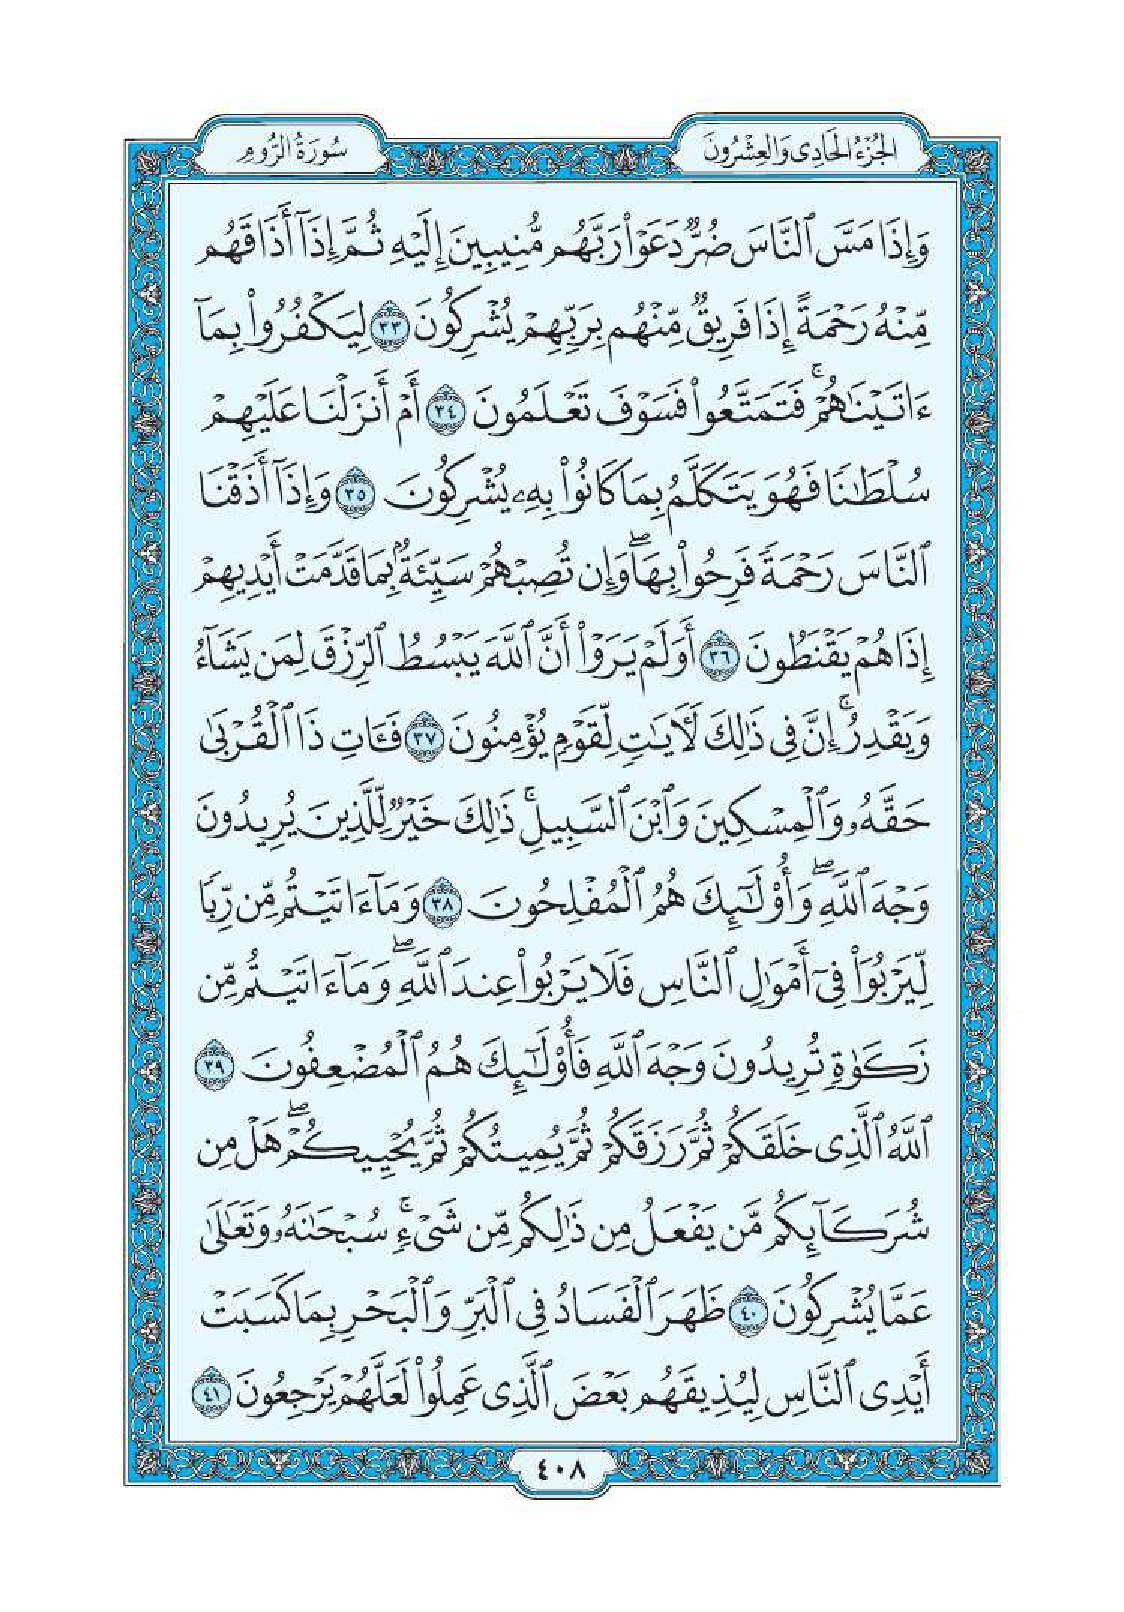 الجُزْءُ الحَادِى وَالعِشْرُونَ
سُورَةُ الرُّومِ
وَإِذَا مَسَّ ٱلنَّاسَ ضُرٌّ دَعَوْا۟ رَبَّهُم مُّنِيبِينَ إِلَيْهِ ثُمَّ إِذَآ أَذَاقَهُم
مِّنْهُ رَحْمَةً إِذَا فَرِيقٌ مِّنْهُم بِرَبِّهِمْ يُشْرِكُونَ ٣٣ لِيَكْفُرُوا۟ بِمَآ
ءَاتَيْنَٰهُمْ ۚ فَتَمَتَّعُوا۟ فَسَوْفَ تَعْلَمُونَ ٣٤ أَمْ أَنزَلْنَا عَلَيْهِمْ
سُلْطَٰنًا فَهُوَ يَتَكَلَّمُ بِمَا كَانُوا۟ بِهِۦ يُشْرِكُونَ ٣٥ وَإِذَآ أَذَقْنَا
ٱلنَّاسَ رَحْمَةً فَرِحُوا۟ بِهَا ۖ وَإِن تُصِبْهُمْ سَيِّئَةٌۢ بِمَا قَدَّمَتْ أَيْدِيهِمْ
إِذَا هُمْ يَقْنَطُونَ ٣٦ أَوَلَمْ يَرَوْا۟ أَنَّ ٱللَّهَ يَبْسُطُ ٱلرِّزْقَ لِمَن يَشَآءُ
وَيَقْدِرُ ۚ إِنَّ فِى ذَٰلِكَ لَءَايَٰتٍ لِّقَوْمٍ يُؤْمِنُونَ ٣٧ فَـَٔاتِ ذَا ٱلْقُرْبَىٰ
حَقَّهُۥ وَٱلْمِسْكِينَ وَٱبْنَ ٱلسَّبِيلِ ۚ ذَٰلِكَ خَيْرٌ لِّلَّذِينَ يُرِيدُونَ
وَجْهَ ٱللَّهِ ۖ وَأُو۟لَٰٓئِكَ هُمُ ٱلْمُفْلِحُونَ ٣٨ وَمَآ ءَاتَيْتُم مِّن رِّبًا
لِّيَرْبُوَا۟ فِىٓ أَمْوَٰلِ ٱلنَّاسِ فَلَا يَرْبُوا۟ عِندَ ٱللَّهِ ۖ وَمَآ ءَاتَيْتُم مِّن
زَكَوٰةٍ تُرِيدُونَ وَجْهَ ٱللَّهِ فَأُو۟لَٰٓئِكَ هُمُ ٱلْمُضْعِفُونَ ٣٩
ٱللَّهُ ٱلَّذِى خَلَقَكُمْ ثُمَّ رَزَقَكُمْ ثُمَّ يُمِيتُكُمْ ثُمَّ يُحْيِيكُمْ ۖ هَلْ مِن
شُرَكَآئِكُم مَّن يَفْعَلُ مِن ذَٰلِكُم مِّن شَىْءٍ ۚ سُبْحَٰنَهُۥ وَتَعَٰلَىٰ
عَمَّا يُشْرِكُونَ ٤٠ ظَهَرَ ٱلْفَسَادُ فِى ٱلْبَرِّ وَٱلْبَحْرِ بِمَا كَسَبَتْ
أَيْدِى ٱلنَّاسِ لِيُذِيقَهُم بَعْضَ ٱلَّذِى عَمِلُوا۟ لَعَلَّهُمْ يَرْجِعُونَ ٤١
٤٠٨